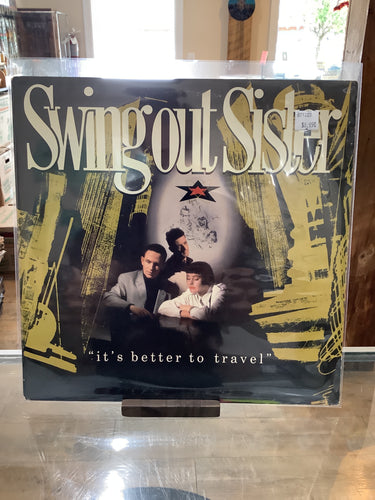 Swing out Sister
"it's better to travel"